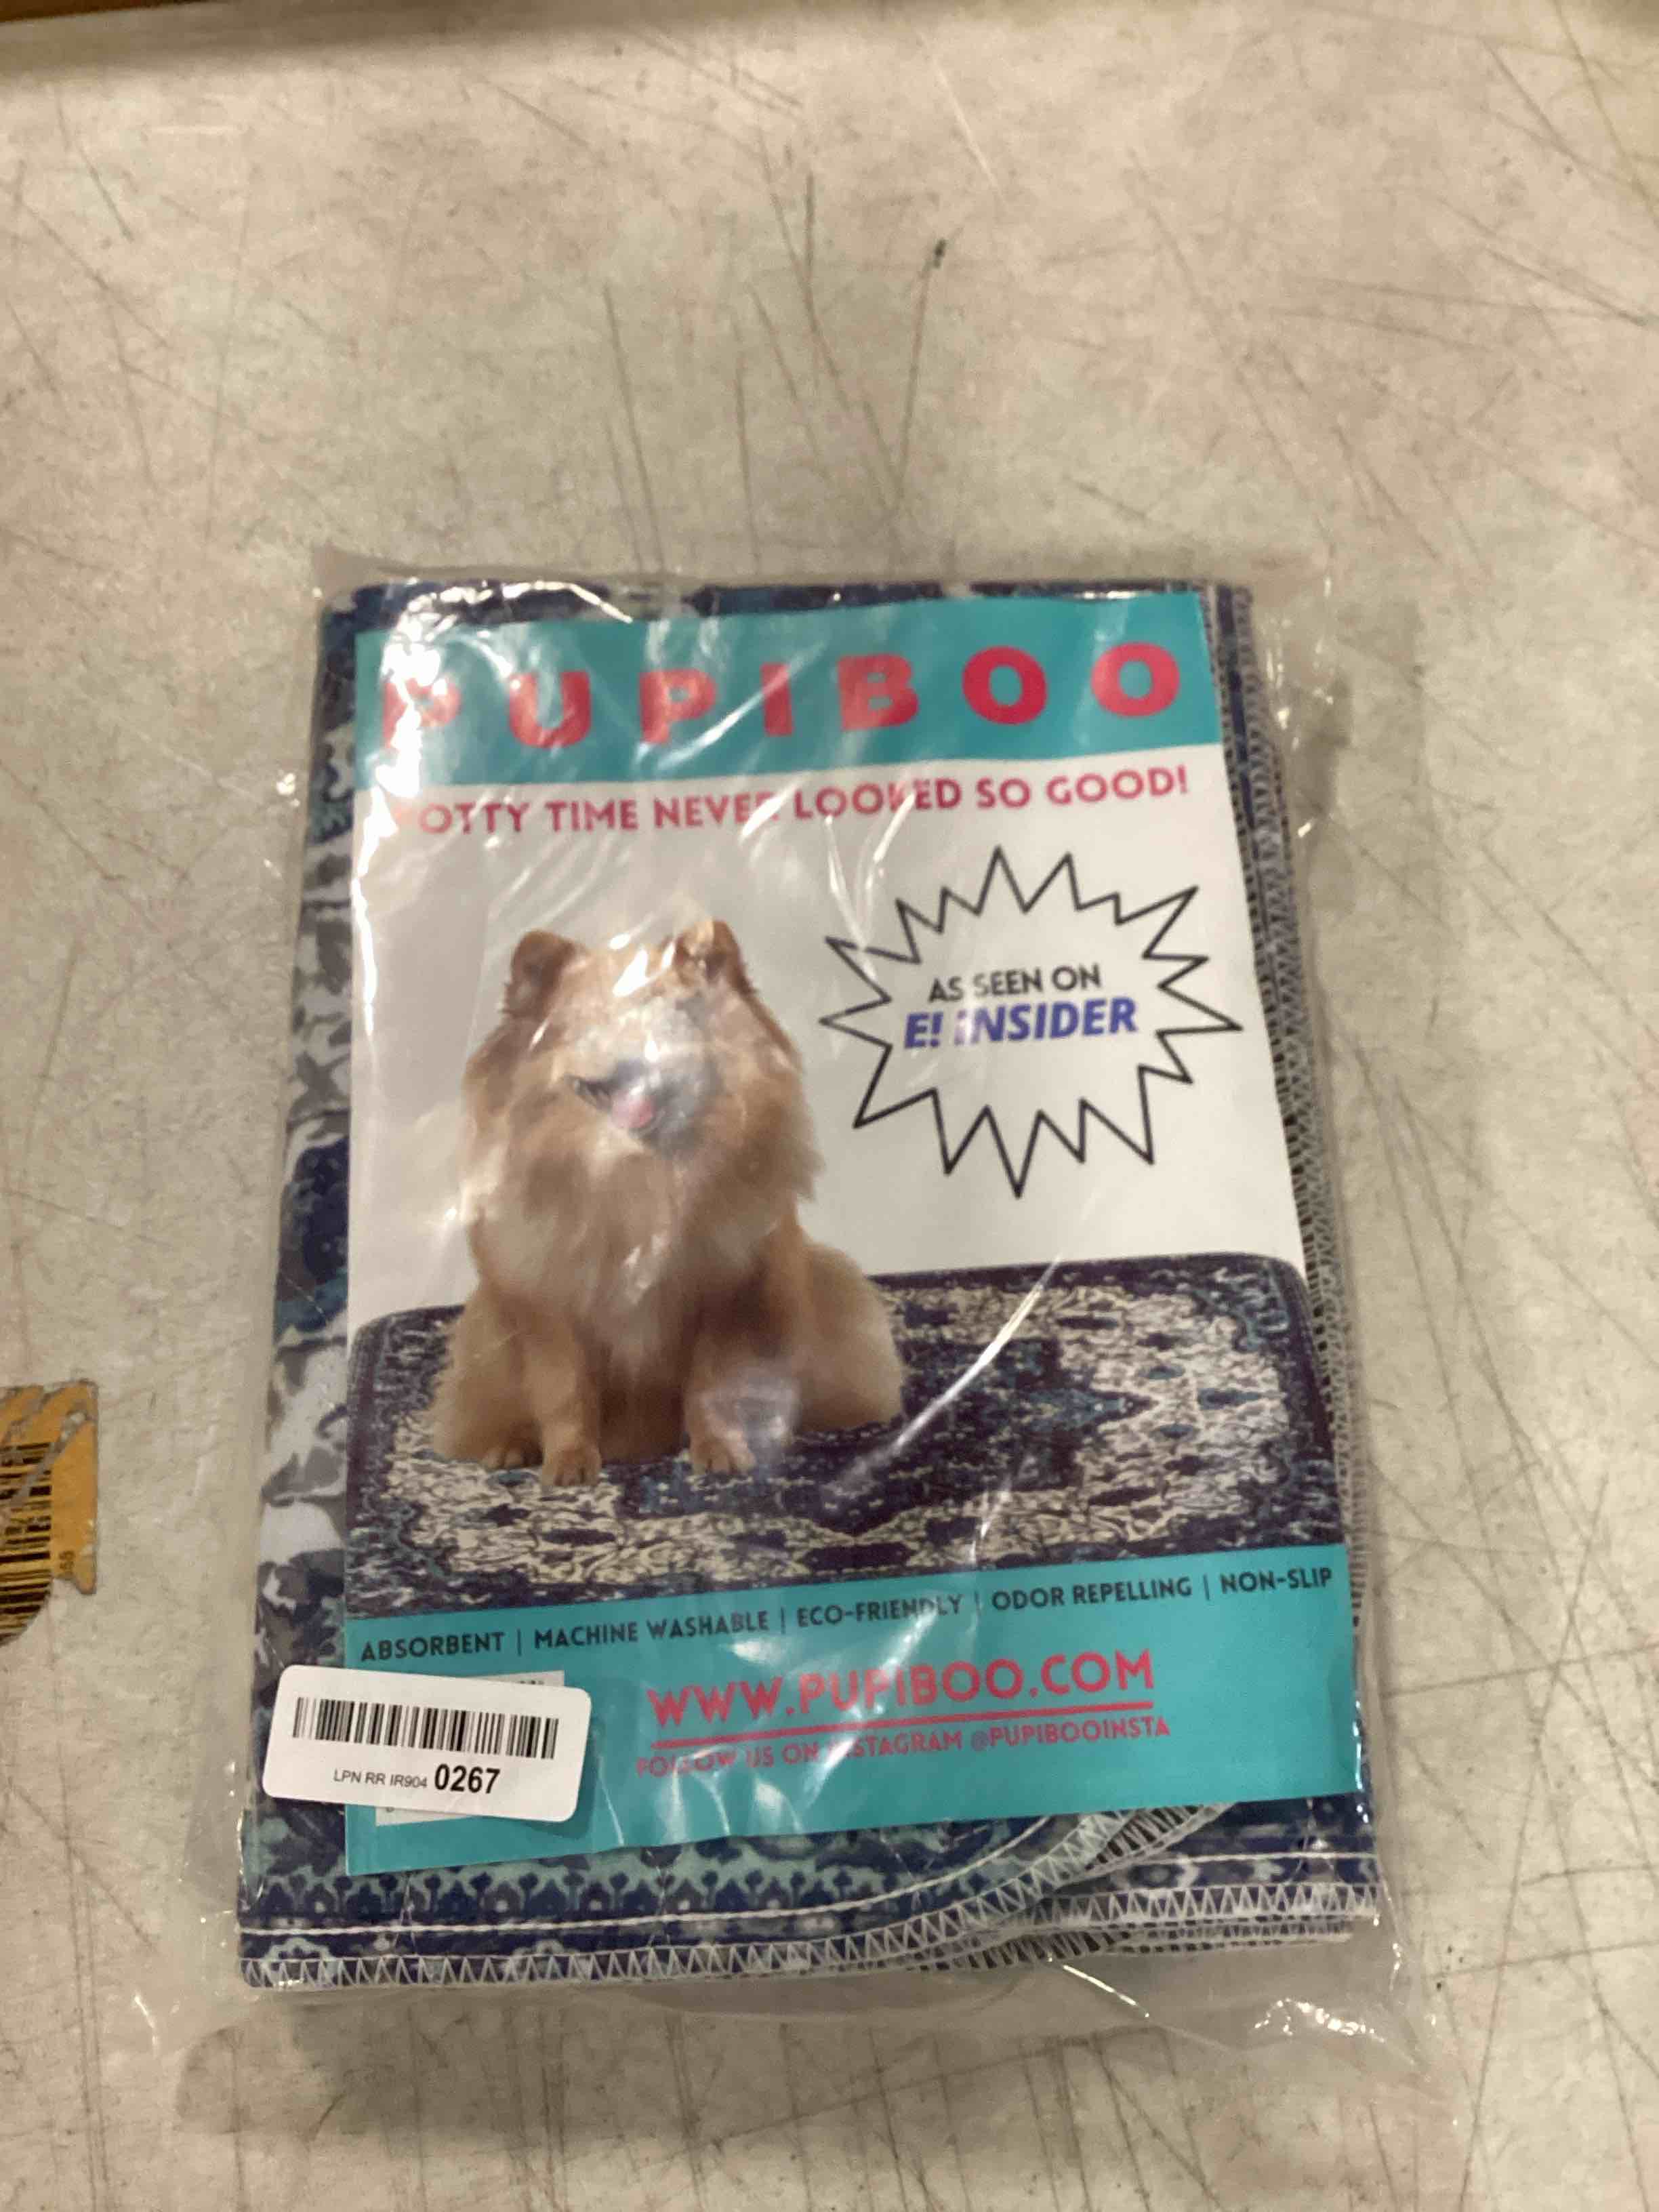 PUPIBOO
POTTY TIME NEVER LOOKED SO GOOD!
AS SEEN ON
E! INSIDER
ABSORBENT | MACHINE WASHABLE | ECO-FRIENDLY | ODOR REPELLING | NON-SLIP
WWW.PUPIBOO.COM
FOLLOW US ON INSTAGRAM @PUPIBOOINSTA
LPN RR IR904 0267